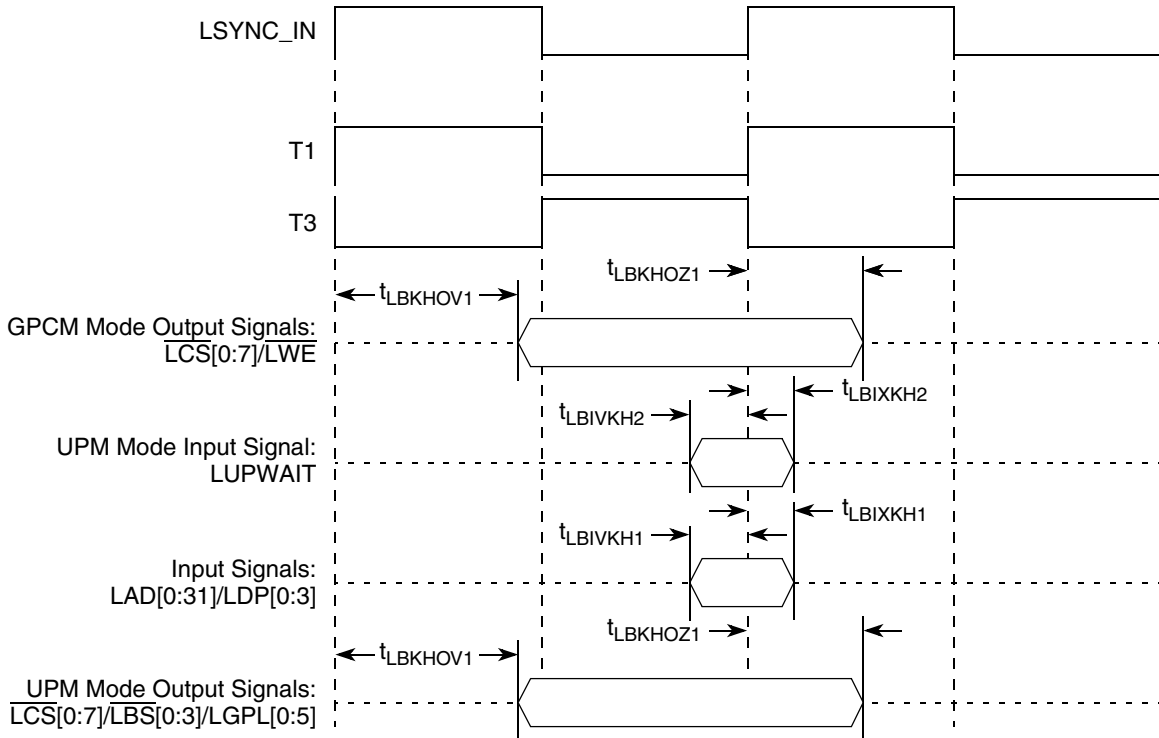 LSYNC_IN
T1
T3
tLBKHOZ1
tLBKHOV1
GPCM Mode Output Signals:
LCS[0:7]/LWE
tLBIXKH2
tLBIVKH2
UPM Mode Input Signal:
LUPWAIT
tLBIXKH1
tLBIVKH1
Input Signals:
LAD[0:31]/LDP[0:3]
tLBKHOZ1
tLBKHOV1
UPM Mode Output Signals:
LCS[0:7]/LBS[0:3]/LGPL[0:5]